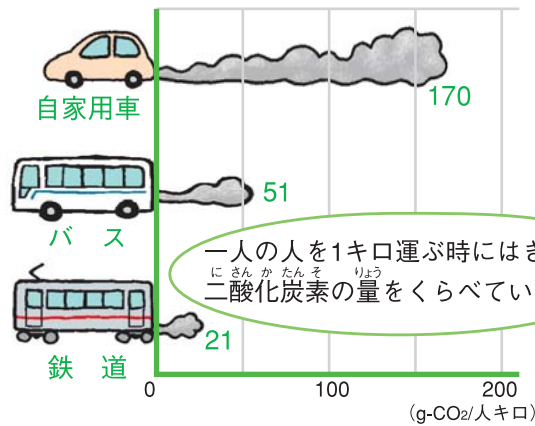 170
自家用車
51
バス
一人の人を1キロ運ぶ時にはき
に さん か たん そ りょう
二酸化炭素の量をくらべてい
21
鉄道
0 100 200
(g-CO₂/人キロ)